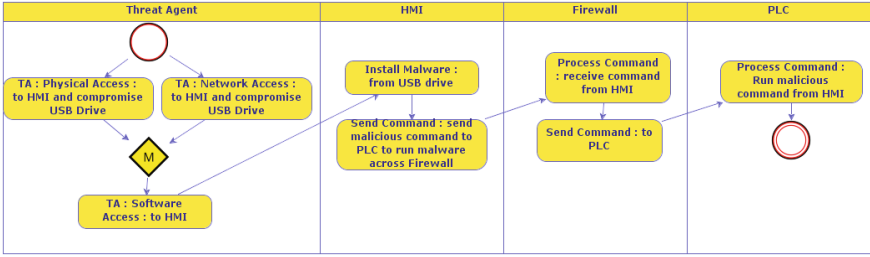 Threat Agent
HMI
Firewall
PLC
TA : Physical Access :
to HMI and compromise
USB Drive
TA : Network Access :
to HMI and compromise
USB Drive
M
TA : Software
Access : to HMI
Install Malware :
from USB drive
Send Command : send
malicious command to
PLC to run malware
across Firewall
Process Command
: receive command
from HMI
Send Command : to
PLC
Process Command :
Run malicious
command from HMI